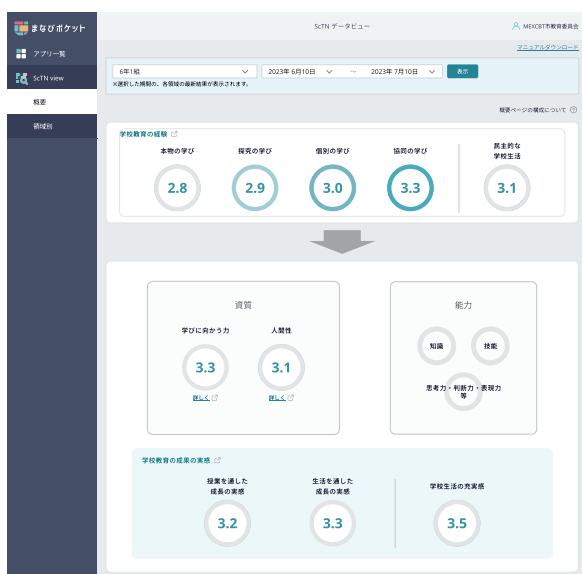 まなびポケット
SCTN データビュー
MEXCBT市教育委員会
アプリ一覧
マニュアルダウンロード
ScTN view
6年1組
2023年 6月10日
～
2023年 7月10日
表示
※選択した期間の、各領域の最新結果が表示されます。
概要
概要ページの構成について
領域別
学校教育の経験
本物の学び
探究の学び
個別の学び
協同の学び
民主的な
学校生活
2.8
2.9
3.0
3.3
3.1
資質
能力
学びに向かう力
人間性
3.3
3.1
詳しく
詳しく
知識
技能
思考力・判断力・表現力
等
学校教育の成果の実感
授業を通した
成長の実感
生活を通した
成長の実感
学校生活の充実感
3.2
3.3
3.5